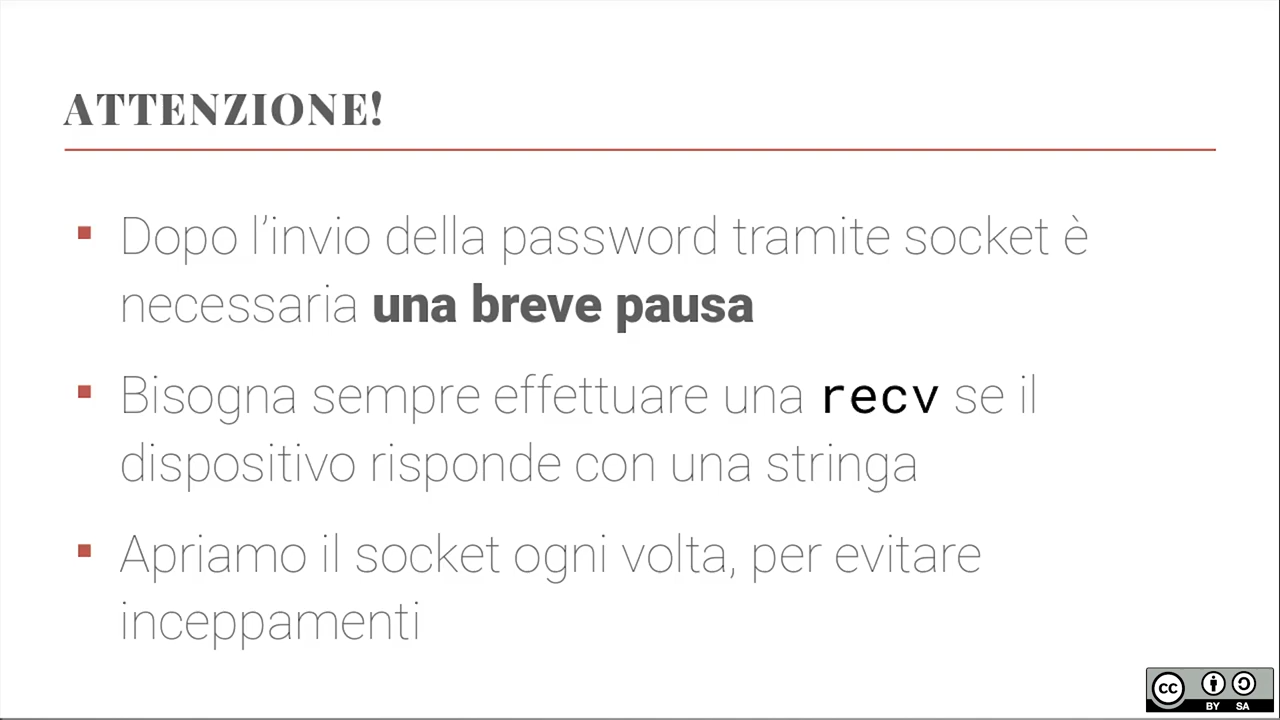 ATTENZIONE!
Dopo l’invio della password tramite socket è
necessaria una breve pausa
Bisogna sempre effettuare una recv se il
dispositivo risponde con una stringa
Apriamo il socket ogni volta, per evitare
inceppamenti
cc
BY SA